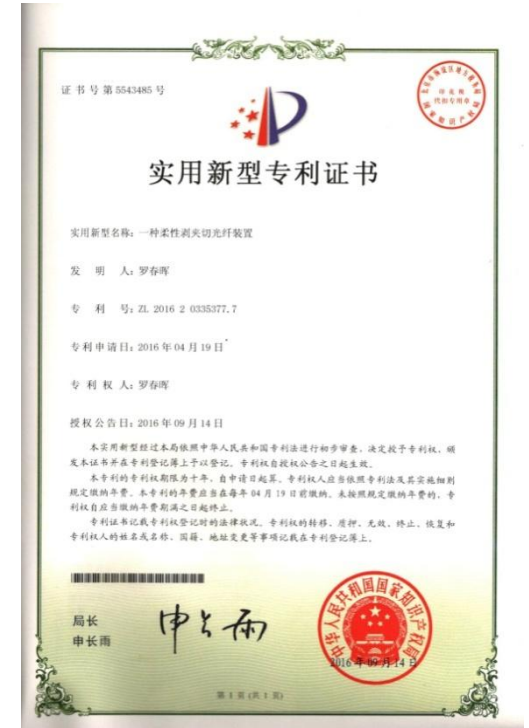 证书号第5543485号
印花税
代扣专用章
国家知识产权局
实用新型专利证书
实用新型名称：一种柔性剥夹切光纤装置
发明人：罗春晖
专利号：ZL 2016 2 0335377.7
专利申请日：2016年04月19日
专利权人：罗春晖
授权公告日：2016年09月14日
本实用新型经过本局依照中华人民共和国专利法进行初步审查，决定授予专利权，颁
发本证书并在专利登记簿上予以登记。专利权自授权公告之日起生效。
本专利的专利权期限为十年，自申请日起算。专利权人应当依照专利法及其实施细则
规定缴纳年费。本专利的年费应当在每年04月19日前缴纳。未按照规定缴纳年费的，专
利权自应当缴纳年费期满之日起终止。
专利证书记载专利权登记时的法律状况。专利权的转移、质押、无效、终止、恢复和
专利权人的姓名或名称、国籍、地址变更等事项记载在专利登记簿上。
局长
申长雨
申长雨
中华人民共和国国家知识产权局
2016年09月14日
第1页(共1页)